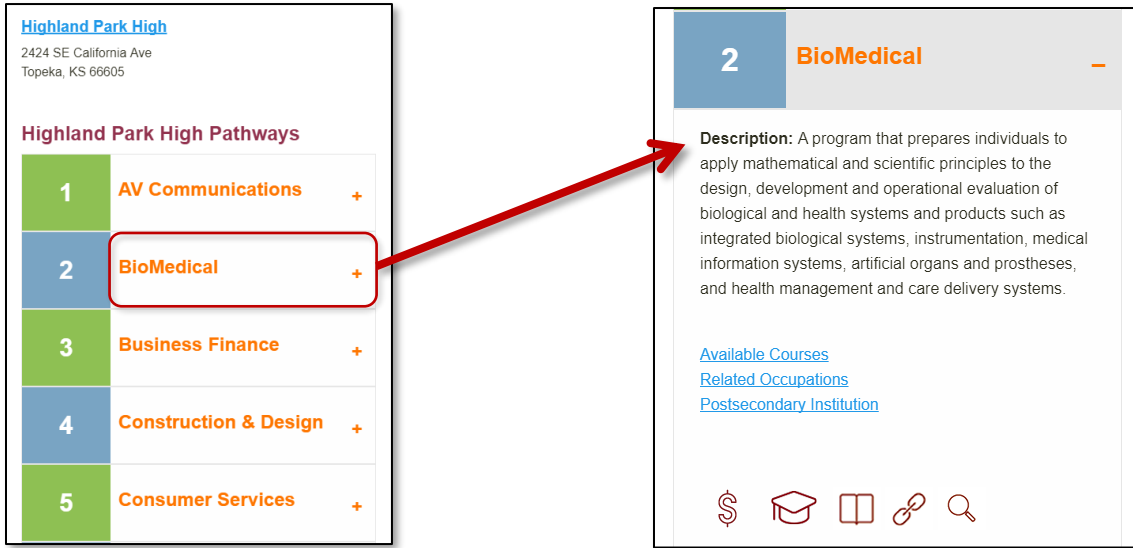 Highland Park High
2424 SE California Ave
Topeka, KS 66605
Highland Park High Pathways
1 AV Communications +
2 BioMedical +
3 Business Finance +
4 Construction & Design +
5 Consumer Services +
2 BioMedical –
Description: A program that prepares individuals to
apply mathematical and scientific principles to the
design, development and operational evaluation of
biological and health systems and products such as
integrated biological systems, instrumentation, medical
information systems, artificial organs and prostheses,
and health management and care delivery systems.
Available Courses
Related Occupations
Postsecondary Institution
$